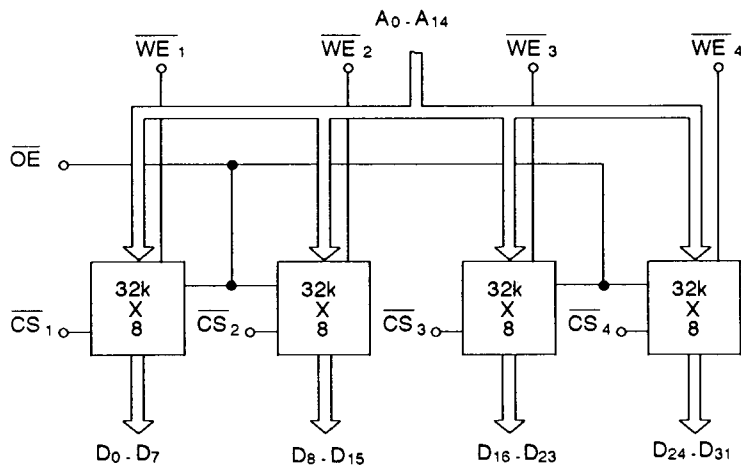 A0 - A14
WE 1
WE 2
WE 3
WE 4
OE
32k
X
8
32k
X
8
32k
X
8
32k
X
8
CS 1
CS 2
CS 3
CS 4
D0 - D7
D8 - D15
D16 - D23
D24 - D31